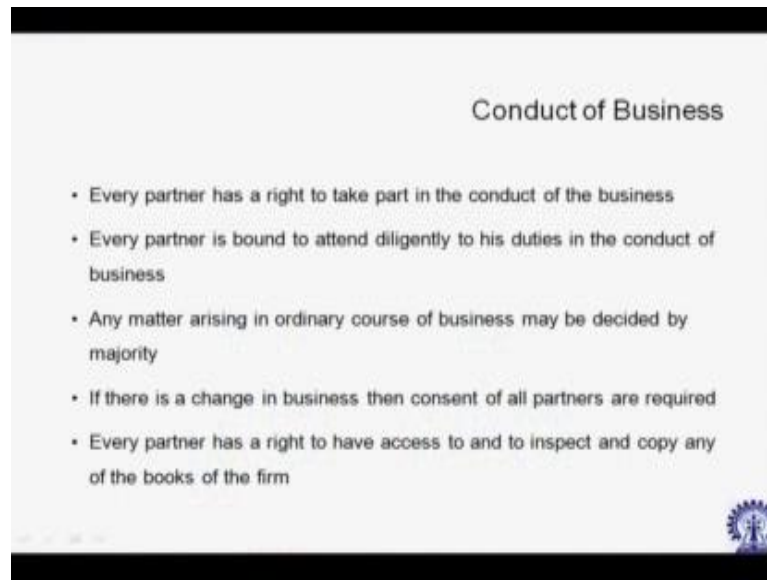 Conduct of Business
• Every partner has a right to take part in the conduct of the business
• Every partner is bound to attend diligently to his duties in the conduct of
business
• Any matter arising in ordinary course of business may be decided by
majority
• If there is a change in business then consent of all partners are required
• Every partner has a right to have access to and to inspect and copy any
of the books of the firm